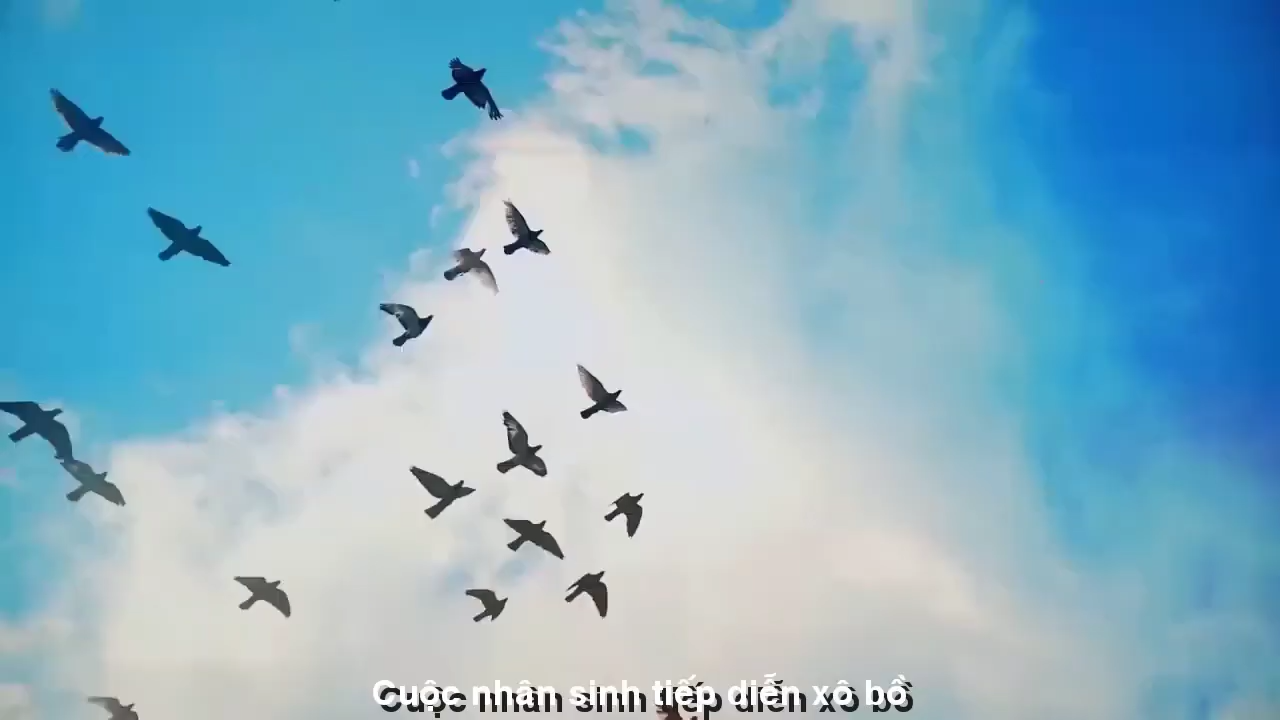 Cuộc nhân sinh tiếp diễn xô bồ